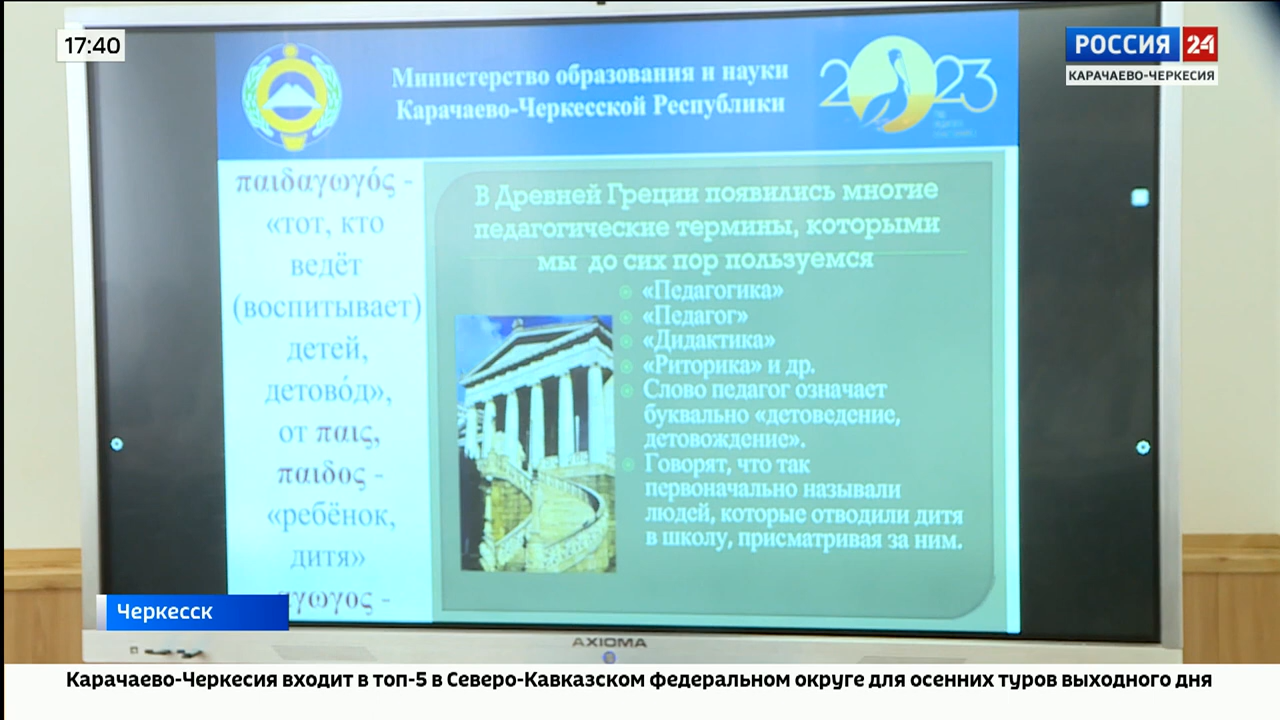 17:40
РОССИЯ 24
КАРАЧАЕВО-ЧЕРКЕСИЯ
Министерство образования и науки
Карачаево-Черкесской Республики
2023
παιδαγωγός -
«тот, кто
ведёт
(воспитывает)
детей,
детово́д»,
от παις,
παιδος -
«ребёнок,
дитя»
αγωγος -
В Древней Греции появились многие
педагогические термины, которыми
мы до сих пор пользуемся
«Педагогика»
«Педагог»
«Дидактика»
«Риторика» и др.
Слово педагог означает
буквально «детоведение,
детовождение».
Говорят, что так
первоначально называли
людей, которые отводили дитя
в школу, присматривая за ним.
Черкесск
AXIOMA
Карачаево-Черкесия входит в топ-5 в Северо-Кавказском федеральном округе для осенних туров выходного дня